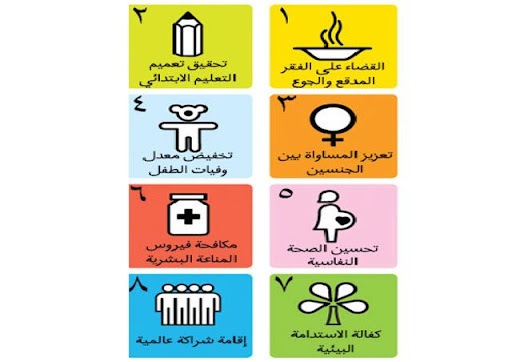 ١
القضاء على الفقر
المدقع والجوع
٢
تحقيق تعميم
التعليم الابتدائي
٣
تعزيز المساواة بين
الجنسين
٤
تخفيض معدل
وفيات الطفل
٥
تحسين الصحة
النفاسية
٦
مكافحة فيروس
المناعة البشرية
٧
كفالة الاستدامة
البيئية
٨
إقامة شراكة عالمية